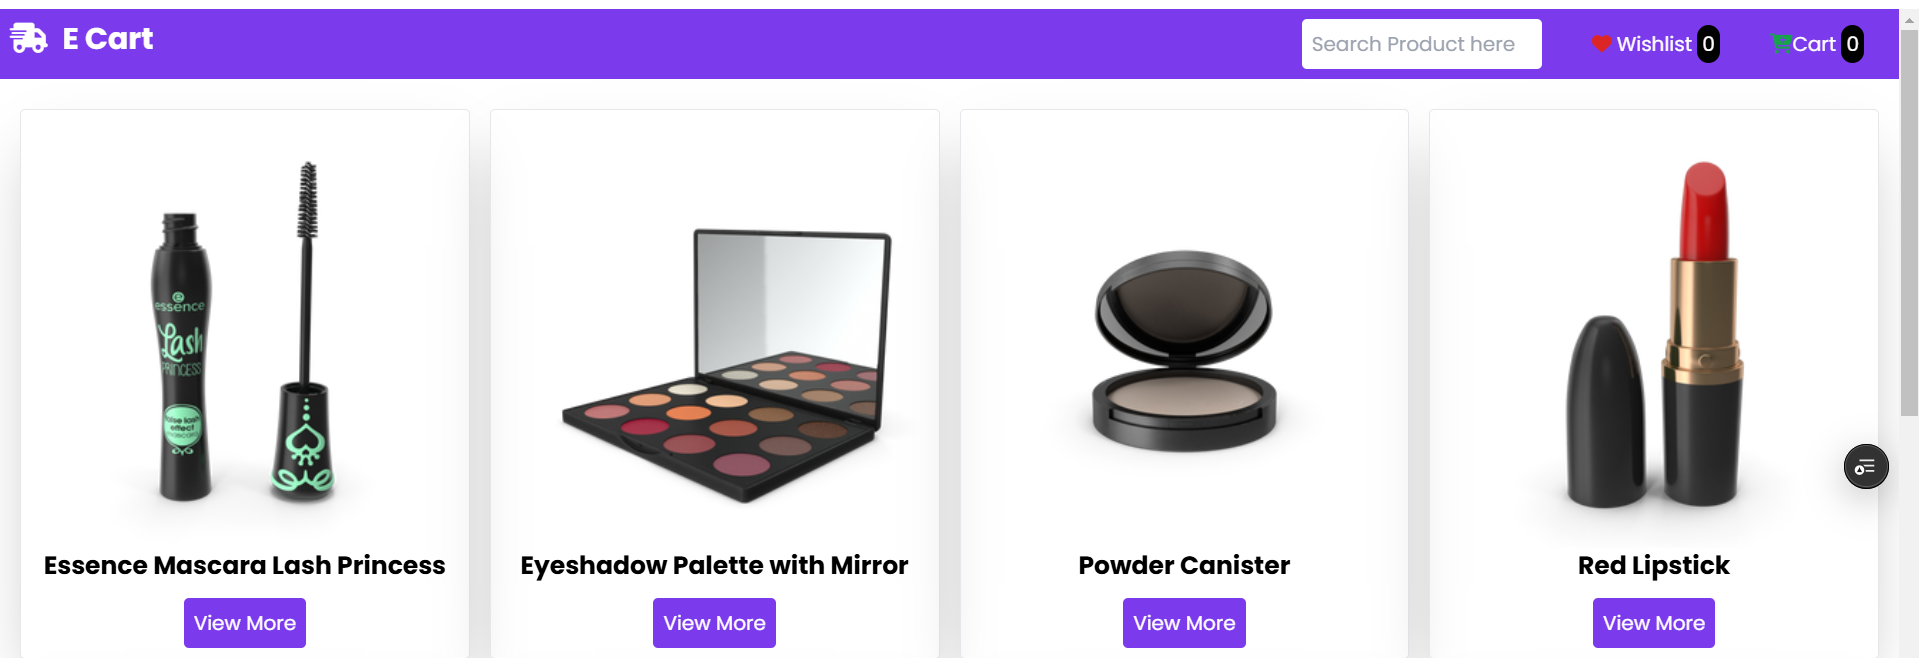 E Cart
Search Product here
Wishlist 0
Cart 0
essence
Lash
PRINCESS
effect
Essence Mascara Lash Princess
Eyeshadow Palette with Mirror
Powder Canister
Red Lipstick
View More
View More
View More
View More